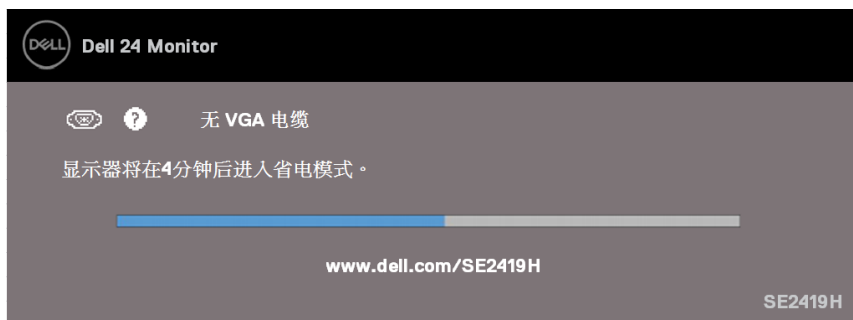 DELL Dell 24 Monitor
? 无 VGA 电缆
显示器将在4分钟后进入省电模式。
www.dell.com/SE2419H
SE2419H